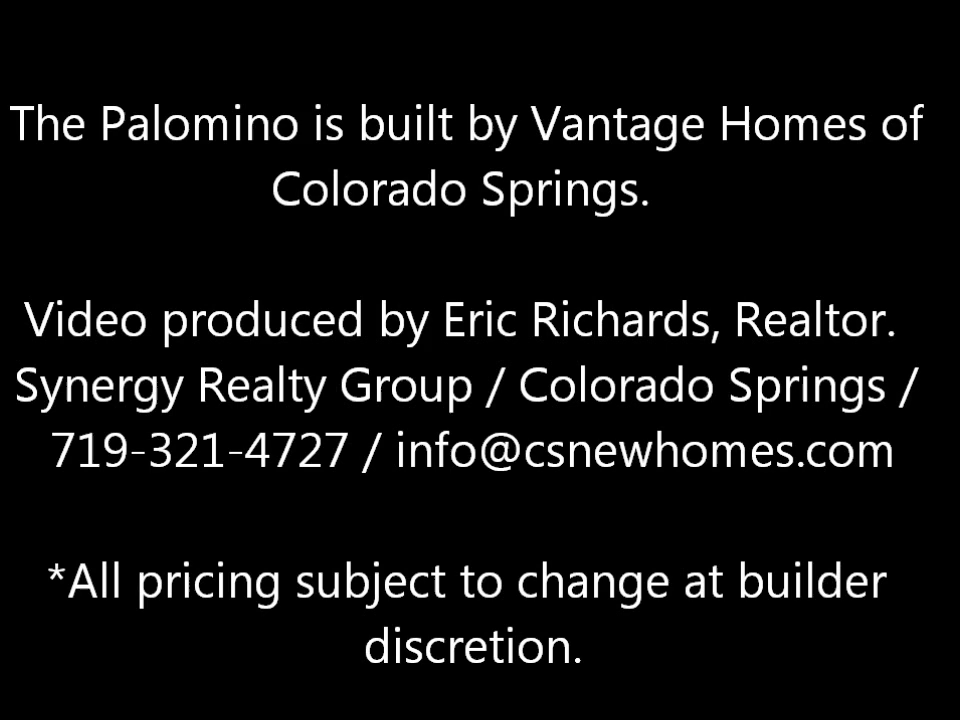 The Palomino is built by Vantage Homes of
Colorado Springs.
Video produced by Eric Richards, Realtor.
Synergy Realty Group / Colorado Springs /
719-321-4727 / info@csnewhomes.com
*All pricing subject to change at builder
discretion.